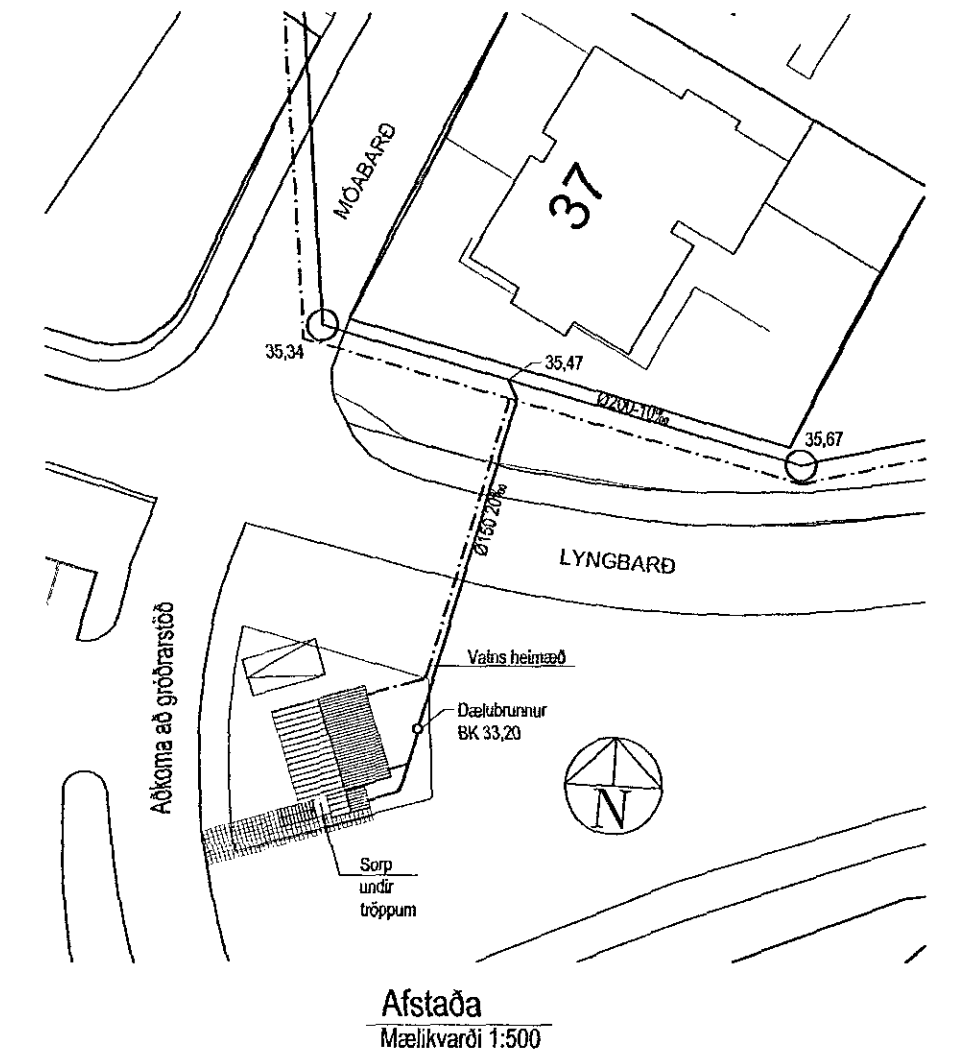 MÓABARÐ
37
35,34
35,47
Ø200-10‰
35,67
Ø150 20‰
LYNGBARÐ
Aðkoma að gróðrarstöð
Vatns heimæð
Dælubrunnur
BK 33,20
N
Sorp
undir
tröppum
Afstaða
Mælikvarði 1:500